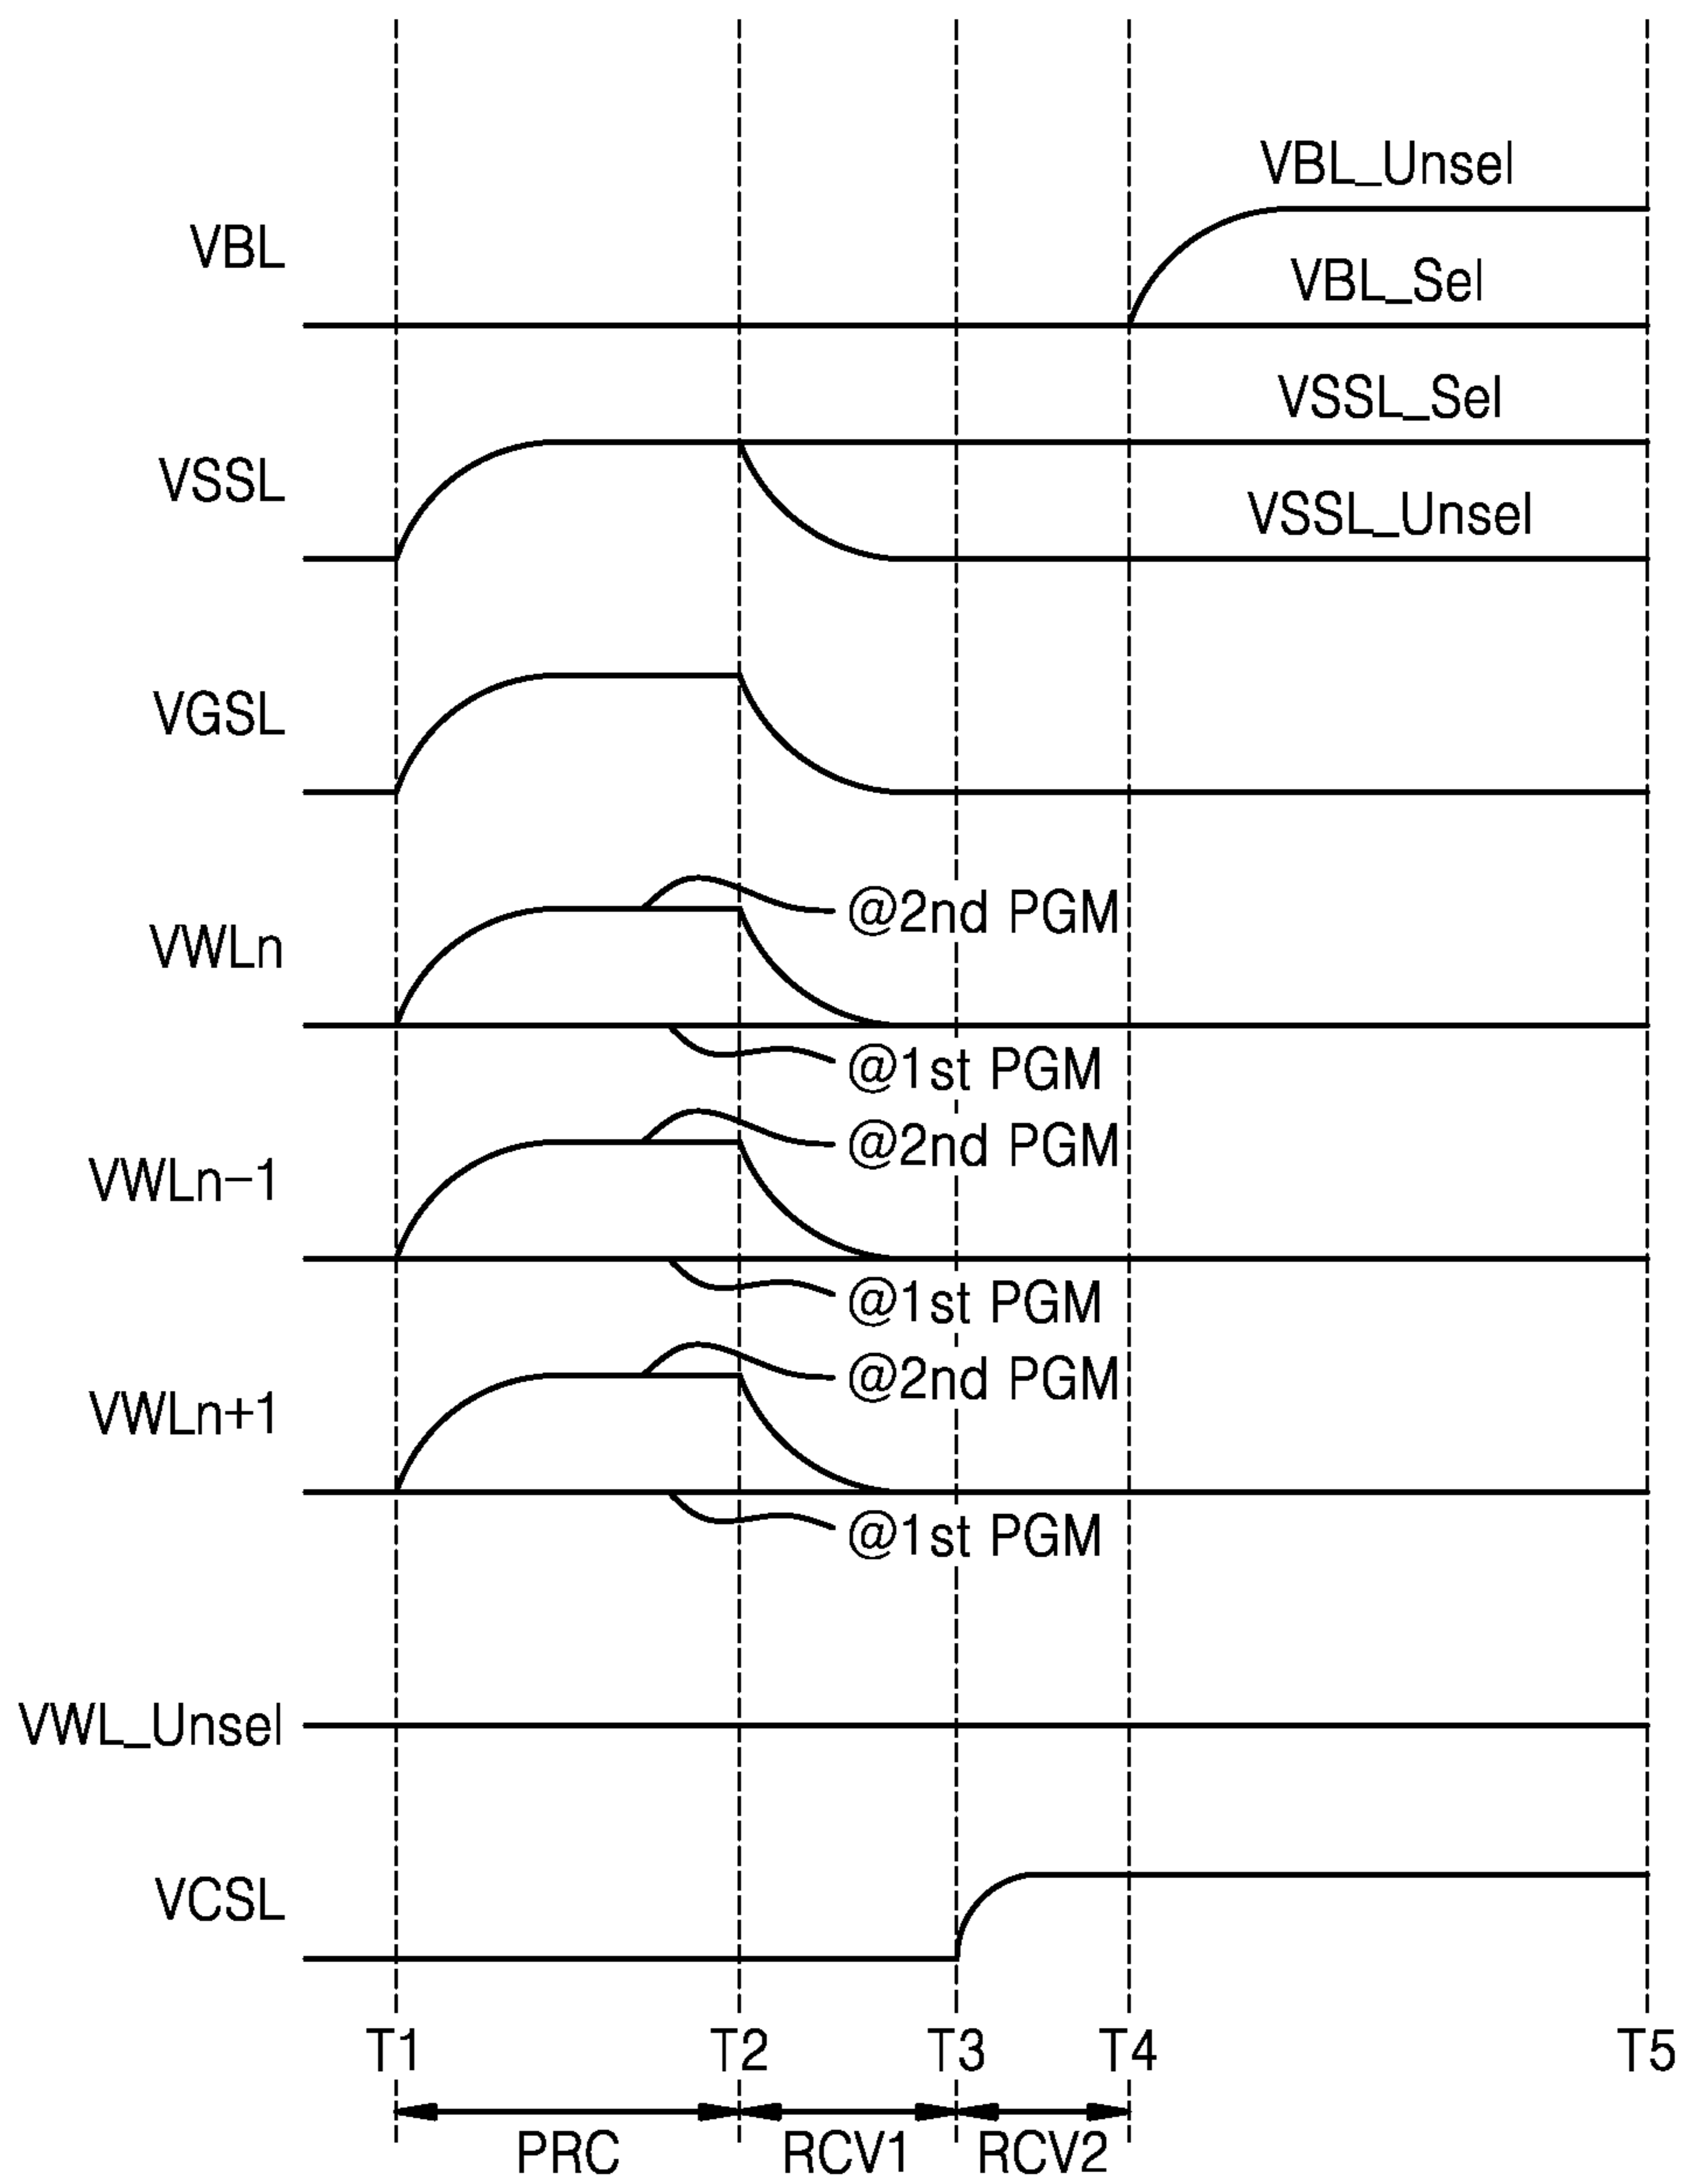 VBL_Unsel
VBL
VBL_Sel
VSSL_Sel
VSSL
VSSL_Unsel
VGSL
@2nd PGM
VWLn
@1st PGM
@2nd PGM
VWLn−1
@1st PGM
@2nd PGM
VWLn+1
@1st PGM
VWL_Unsel
VCSL
T1 T2 T3 T4 T5
PRC RCV1 RCV2